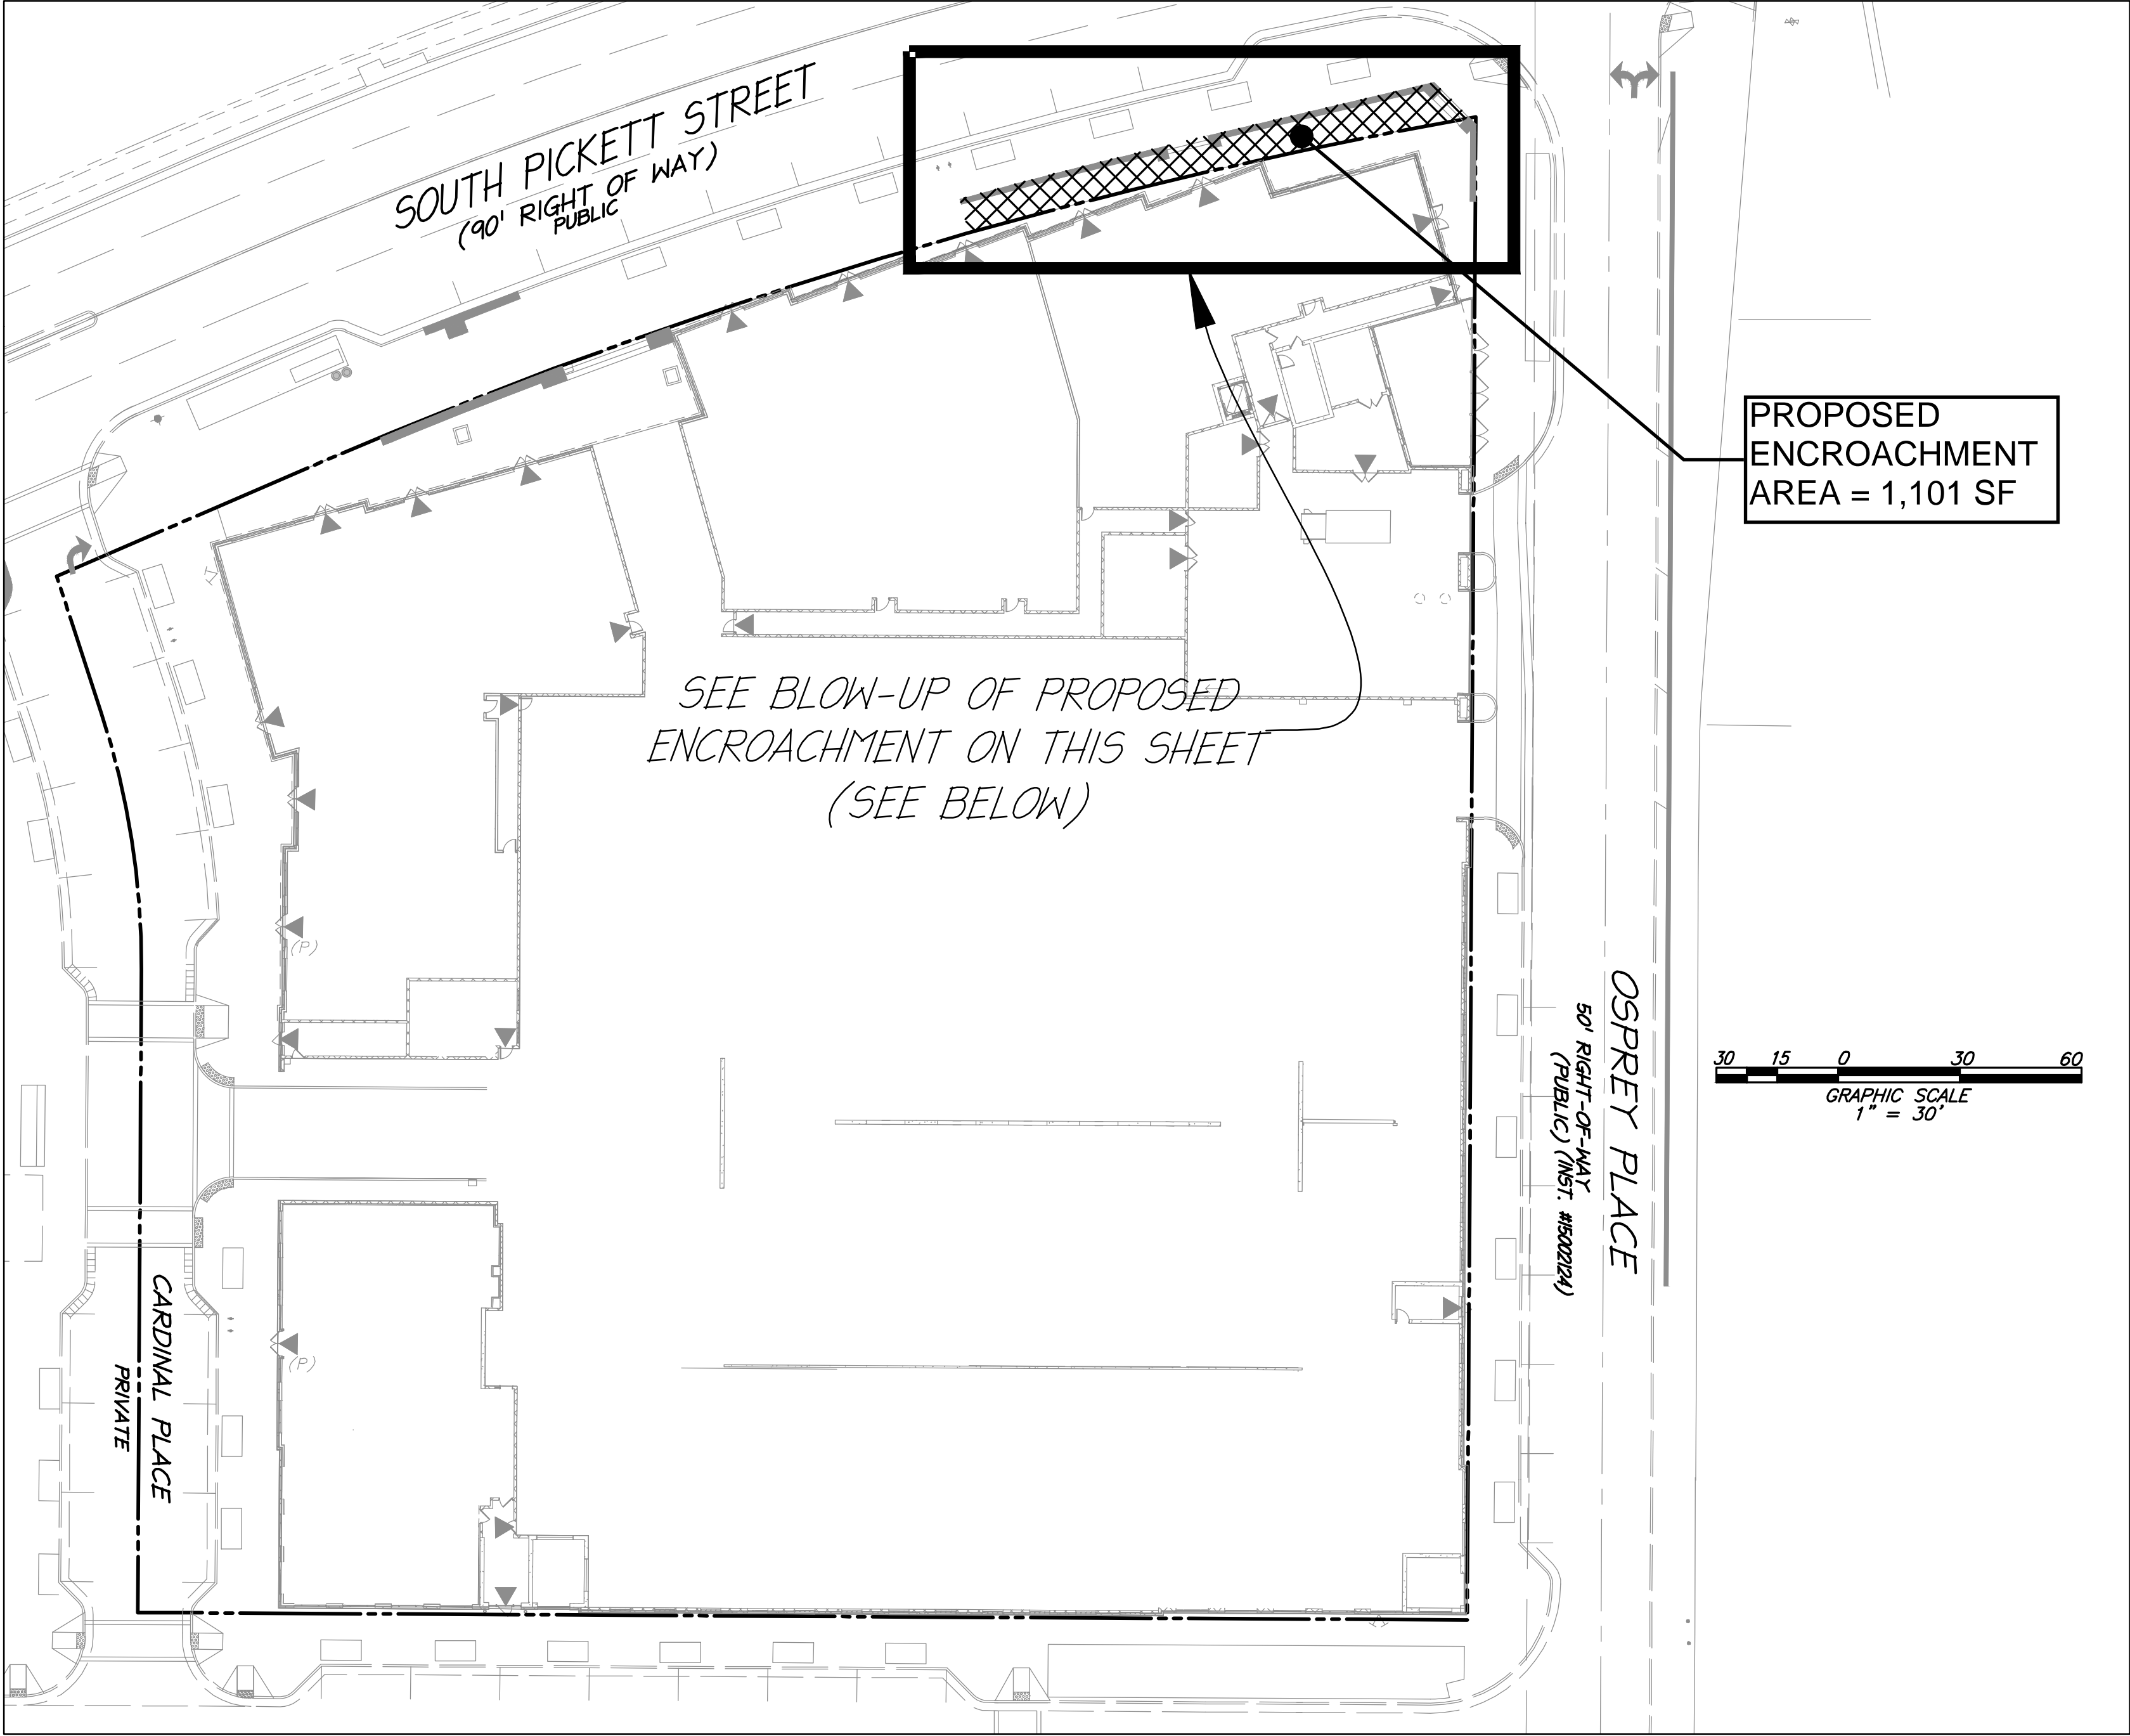 SOUTH PICKETT STREET
(90' RIGHT OF WAY)
PUBLIC
PROPOSED
ENCROACHMENT
AREA = 1,101 SF
SEE BLOW-UP OF PROPOSED
ENCROACHMENT ON THIS SHEET
(SEE BELOW)
(P)
OSPREY PLACE
50' RIGHT-OF-WAY
(PUBLIC) (INST. #15002124)
30 15 0 30 60
GRAPHIC SCALE
1" = 30'
CARDINAL PLACE
PRIVATE
(P)